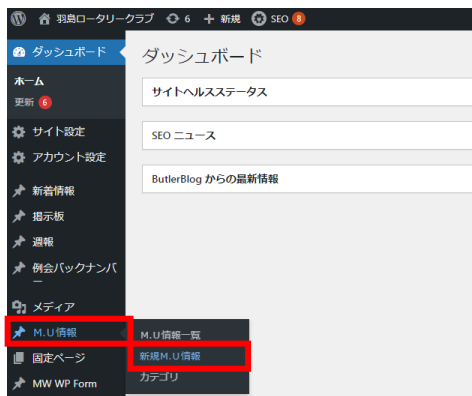 羽島ロータリークラブ 6 新規 SEO 8
ダッシュボード
ホーム
更新 6
サイト設定
アカウント設定
新着情報
掲示板
週報
例会バックナンバ
ー
メディア
M.U情報
固定ページ
MW WP Form
M.U情報一覧
新規M.U情報
カテゴリ
ダッシュボード
サイトヘルスステータス
SEO ニュース
ButlerBlog からの最新情報